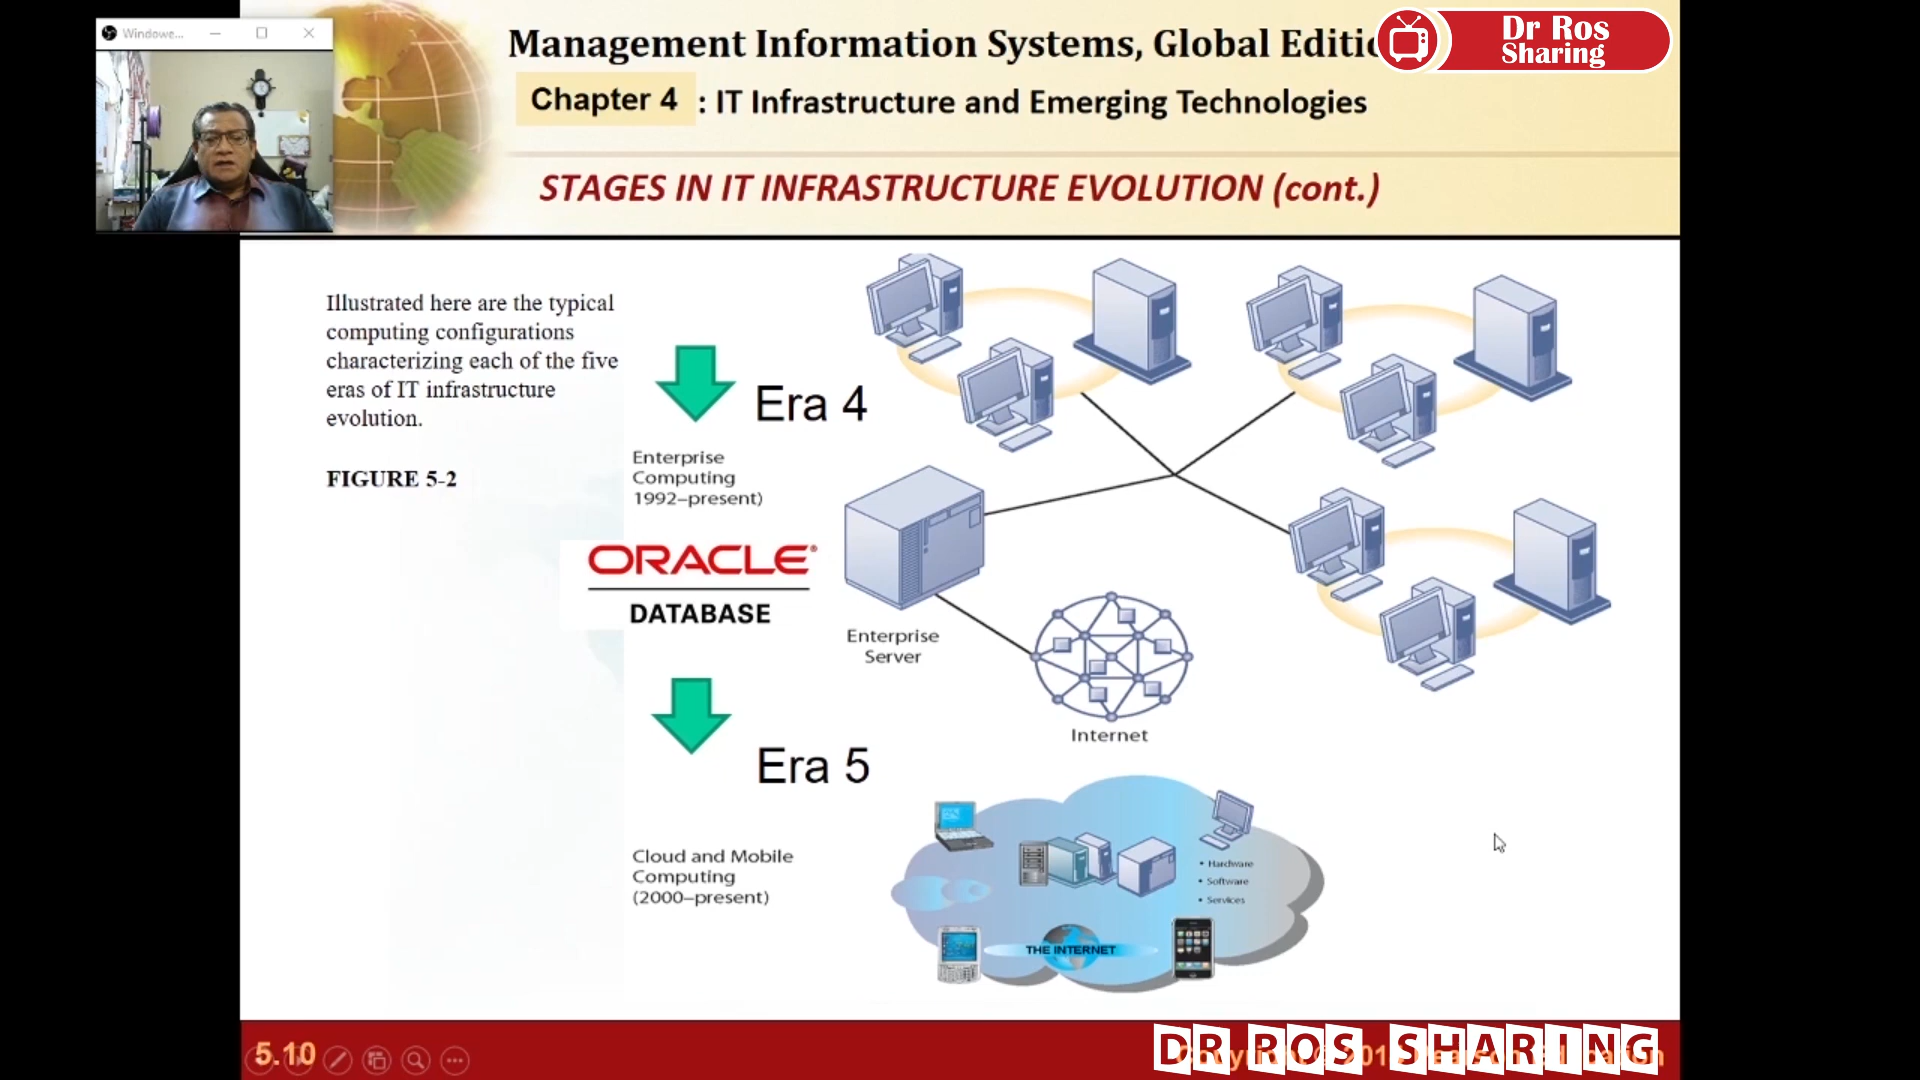 Windowe...
Management Information Systems, Global Editi
Dr Ros
Sharing
Chapter 4 : IT Infrastructure and Emerging Technologies
STAGES IN IT INFRASTRUCTURE EVOLUTION (cont.)
Illustrated here are the typical
computing configurations
characterizing each of the five
eras of IT infrastructure
evolution.
FIGURE 5-2
Era 4
Enterprise
Computing
1992–present)
ORACLE®
DATABASE
Enterprise
Server
Internet
Era 5
Cloud and Mobile
Computing
(2000–present)
• Hardware
• Software
• Services
THE INTERNET
5.10
DR ROS SHARING